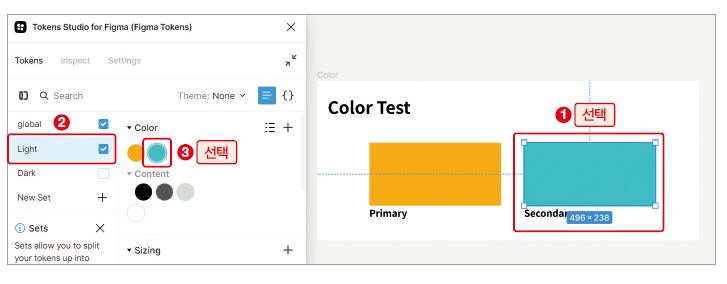 Tokens Studio for Figma (Figma Tokens)
Tokens Inspect Settings
Search Theme: None
global 2
Light
Dark
New Set
Sets
Sets allow you to split
your tokens up into
Color
3 선택
Content
Sizing
Color
Color Test
1 선택
Primary
Secondar
496 × 238